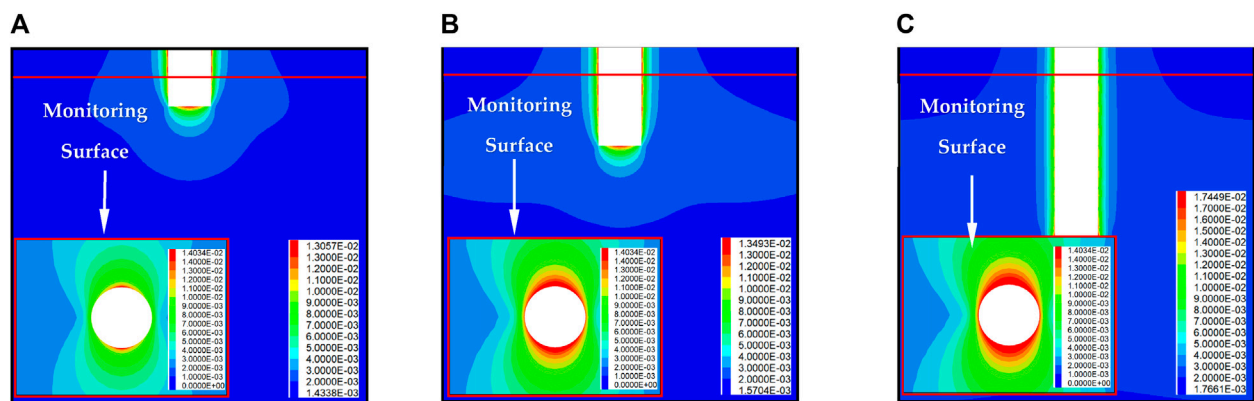 A
B
C
Monitoring
Surface
1.4034E-02
1.4000E-02
1.3000E-02
1.2000E-02
1.1000E-02
1.0000E-02
9.0000E-03
8.0000E-03
7.0000E-03
6.0000E-03
5.0000E-03
4.0000E-03
3.0000E-03
2.0000E-03
1.0000E-03
0.0000E+00
1.3057E-02
1.3000E-02
1.2000E-02
1.1000E-02
1.0000E-02
9.0000E-03
8.0000E-03
7.0000E-03
6.0000E-03
5.0000E-03
4.0000E-03
3.0000E-03
2.0000E-03
1.4338E-03
Monitoring
Surface
1.4034E-02
1.4000E-02
1.3000E-02
1.2000E-02
1.1000E-02
1.0000E-02
9.0000E-03
8.0000E-03
7.0000E-03
6.0000E-03
5.0000E-03
4.0000E-03
3.0000E-03
2.0000E-03
1.0000E-03
0.0000E+00
1.3493E-02
1.3000E-02
1.2000E-02
1.1000E-02
1.0000E-02
9.0000E-03
8.0000E-03
7.0000E-03
6.0000E-03
5.0000E-03
4.0000E-03
3.0000E-03
2.0000E-03
1.5704E-03
Monitoring
Surface
1.4034E-02
1.4000E-02
1.3000E-02
1.2000E-02
1.1000E-02
1.0000E-02
9.0000E-03
8.0000E-03
7.0000E-03
6.0000E-03
5.0000E-03
4.0000E-03
3.0000E-03
2.0000E-03
1.0000E-03
0.0000E+00
1.7449E-02
1.7000E-02
1.6000E-02
1.5000E-02
1.4000E-02
1.3000E-02
1.2000E-02
1.1000E-02
1.0000E-02
9.0000E-03
8.0000E-03
7.0000E-03
6.0000E-03
5.0000E-03
4.0000E-03
3.0000E-03
2.0000E-03
1.7661E-03